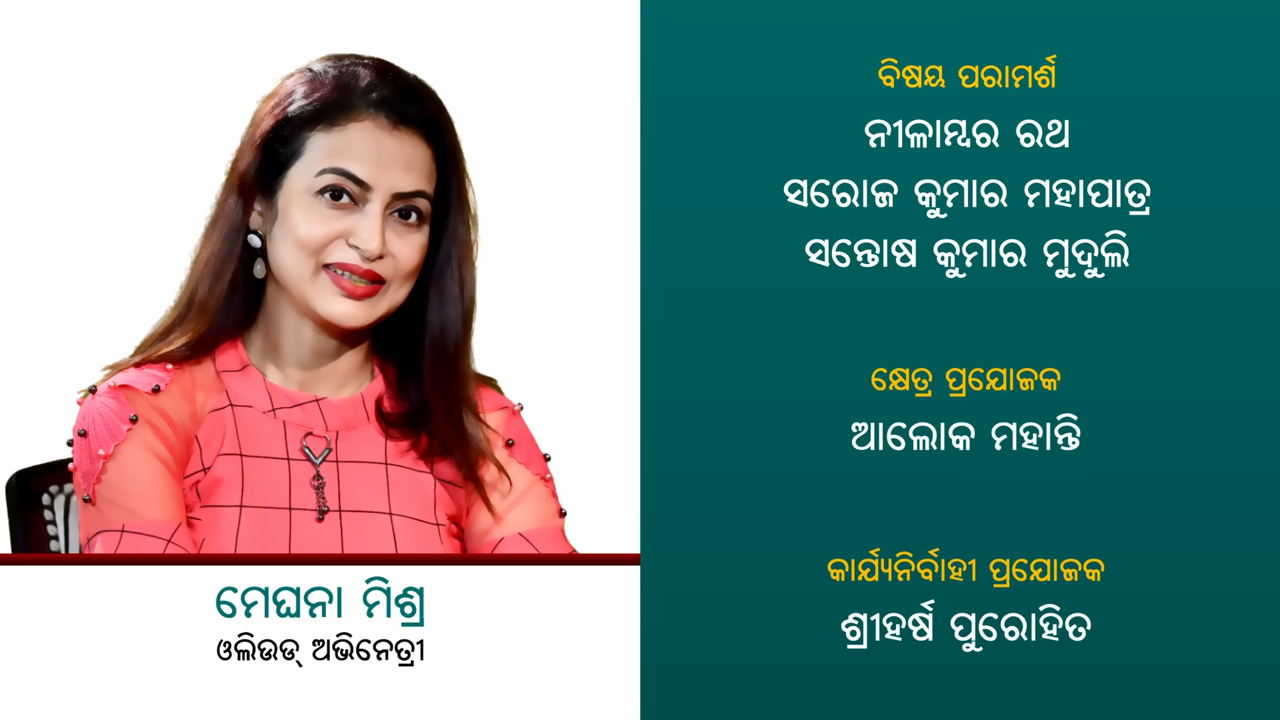 ମେଘନା ମିଶ୍ର
ଓଲିଉଡ୍ ଅଭିନେତ୍ରୀ
ବିଷୟ ପରାମର୍ଶ
ନୀଳାମ୍ବର ରଥ
ସରୋଜ କୁମାର ମହାପାତ୍ର
ସନ୍ତୋଷ କୁମାର ମୁଦୁଲି
କ୍ଷେତ୍ର ପ୍ରଯୋଜକ
ଆଲୋକ ମହାନ୍ତି
କାର୍ଯ୍ୟନିର୍ବାହୀ ପ୍ରଯୋଜକ
ଶ୍ରୀହର୍ଷ ପୁରୋହିତ